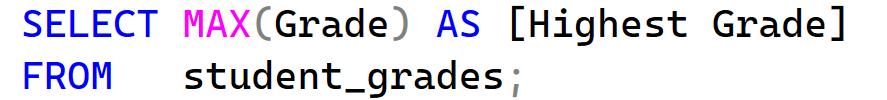 SELECT MAX(Grade) AS [Highest Grade]
FROM   student_grades;